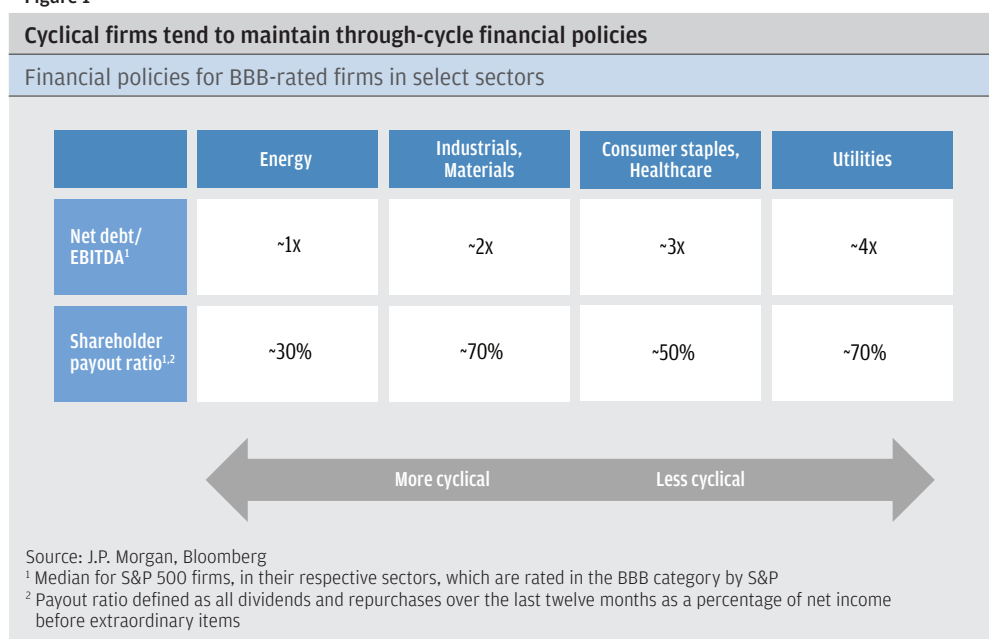 Figure 1
Cyclical firms tend to maintain through-cycle financial policies
Financial policies for BBB-rated firms in select sectors
Energy
Industrials,
Materials
Consumer staples,
Healthcare
Utilities
Net debt/
EBITDA¹
~1x
~2x
~3x
~4x
Shareholder
payout ratio¹,²
~30%
~70%
~50%
~70%
More cyclical
Less cyclical
Source: J.P. Morgan, Bloomberg
¹ Median for S&P 500 firms, in their respective sectors, which are rated in the BBB category by S&P
² Payout ratio defined as all dividends and repurchases over the last twelve months as a percentage of net income
before extraordinary items